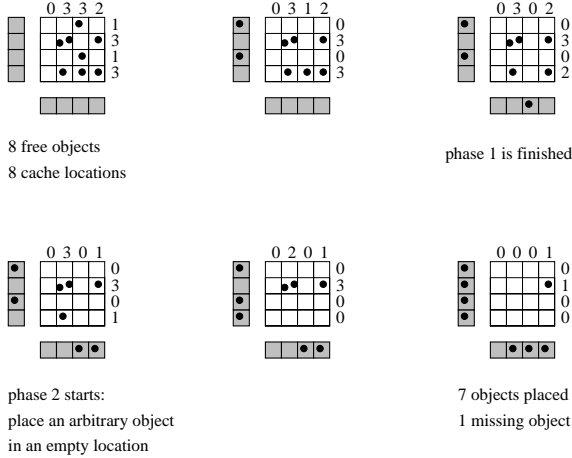 0 3 3 2
1
3
1
3
8 free objects
8 cache locations
0 3 1 2
0
3
0
3
0 3 0 2
0
3
0
2
phase 1 is finished
0 3 0 1
0
3
0
1
phase 2 starts:
place an arbitrary object
in an empty location
0 2 0 1
0
3
0
0
0 0 0 1
0
1
0
0
7 objects placed
1 missing object